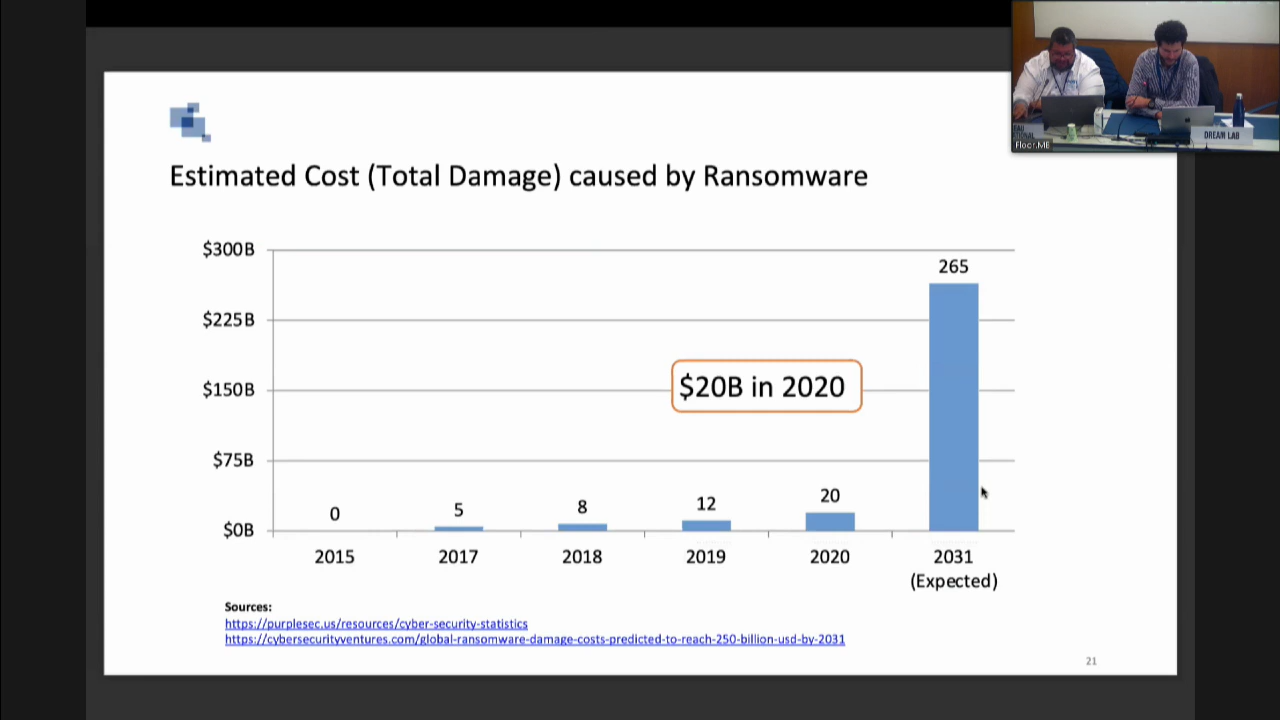 Estimated Cost (Total Damage) caused by Ransomware
$300B
$225B
$150B
$75B
$0B
0
5
8
12
20
265
$20B in 2020
2015
2017
2018
2019
2020
2031
(Expected)
Sources:
https://purplesec.us/resources/cyber-security-statistics
https://cybersecurityventures.com/global-ransomware-damage-costs-predicted-to-reach-250-billion-usd-by-2031
21
DREAM LAB
Floor.ME